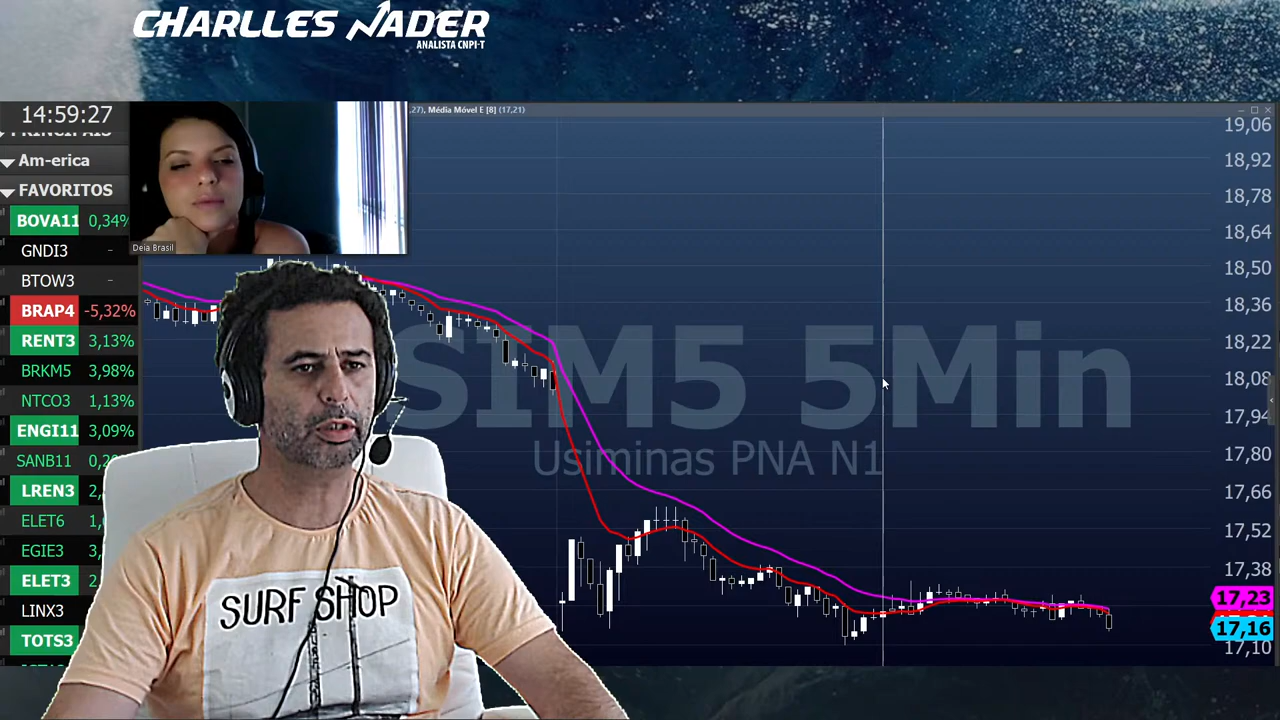 CHARLLES NADER
ANALISTA CNPI-T
14:59:27
PRINCIPAIS
Am-erica
FAVORITOS
BOVA11 0,34%
GNDI3 -
BTOW3 -
BRAP4 -5,32%
RENT3 3,13%
BRKM5 3,98%
NTCO3 1,13%
ENGI11 3,09%
SANB11
LREN3
ELET6
EGIE3
ELET3
LINX3
TOTS3
Deia Brasil
Média Móvel E [8] (17,21)
SIM5 5Min
Usiminas PNA N1
19,06
18,92
18,78
18,64
18,50
18,36
18,22
18,08
17,94
17,80
17,66
17,52
17,38
17,23
17,16
17,10
SURF SHOP